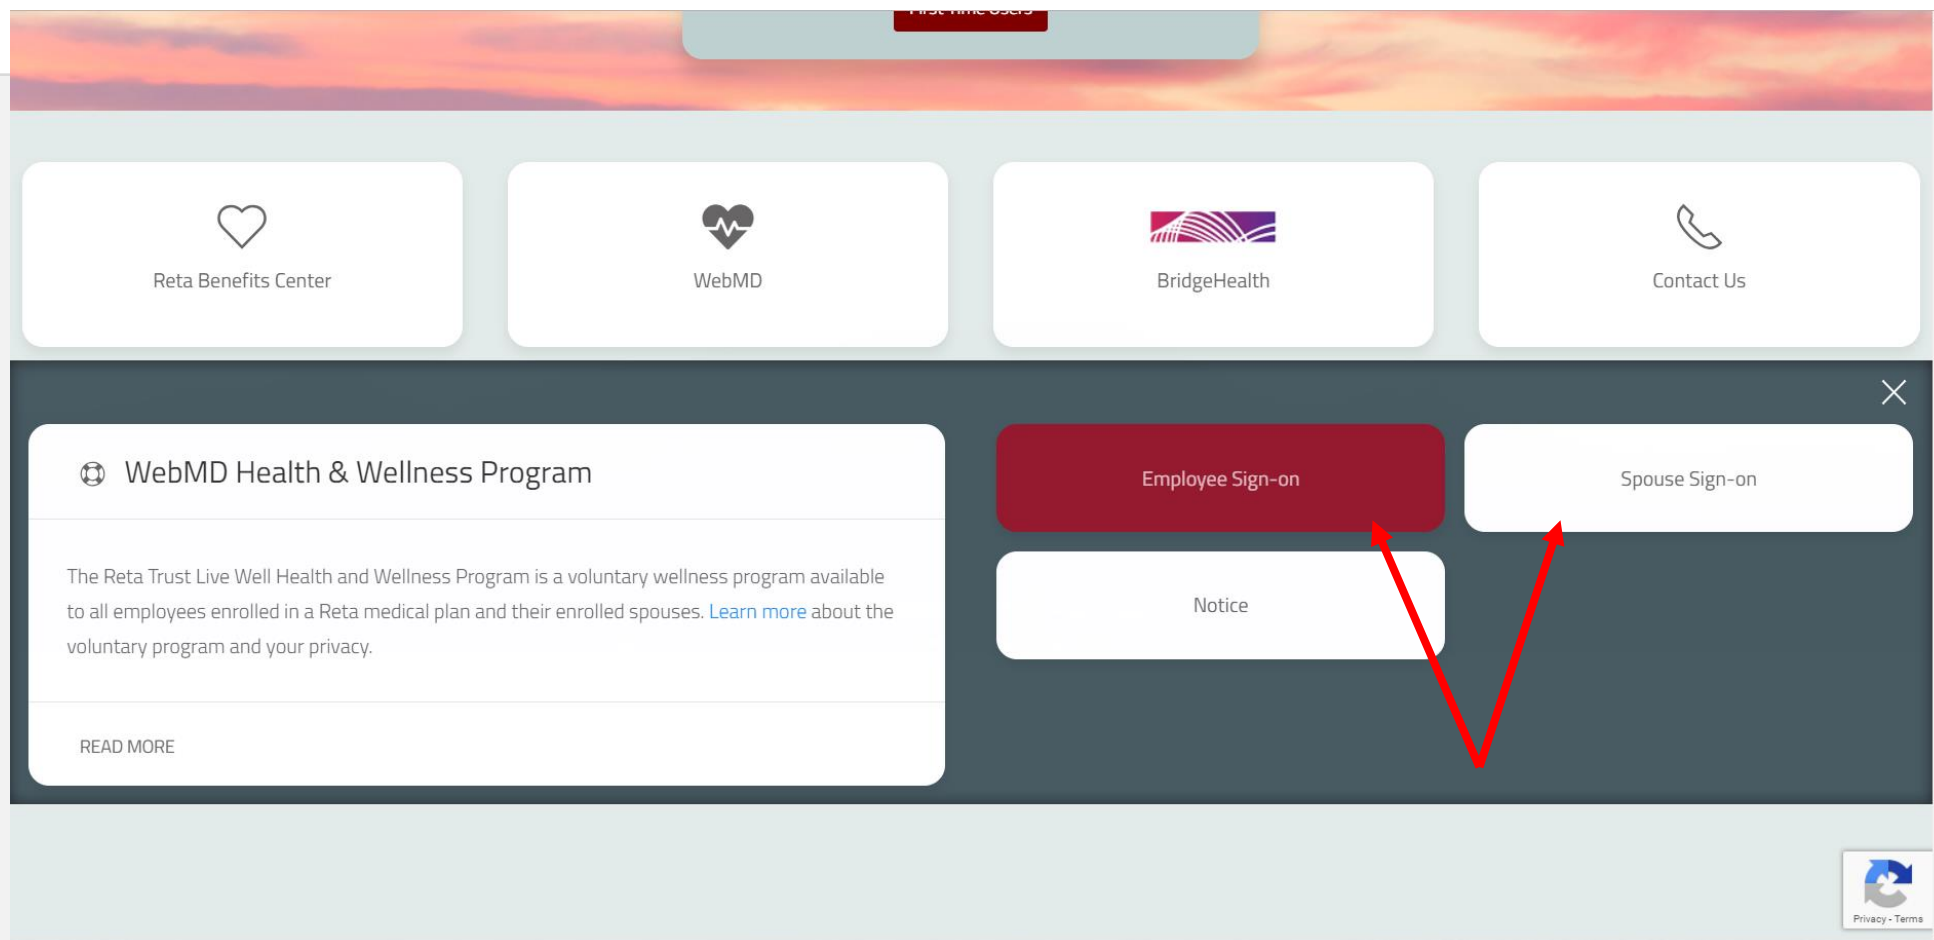 First Time Users
Reta Benefits Center
WebMD
BridgeHealth
Contact Us
WebMD Health & Wellness Program
Employee Sign-on
Spouse Sign-on
The Reta Trust Live Well Health and Wellness Program is a voluntary wellness program available
to all employees enrolled in a Reta medical plan and their enrolled spouses. Learn more about the
voluntary program and your privacy.
Notice
READ MORE
Privacy - Terms